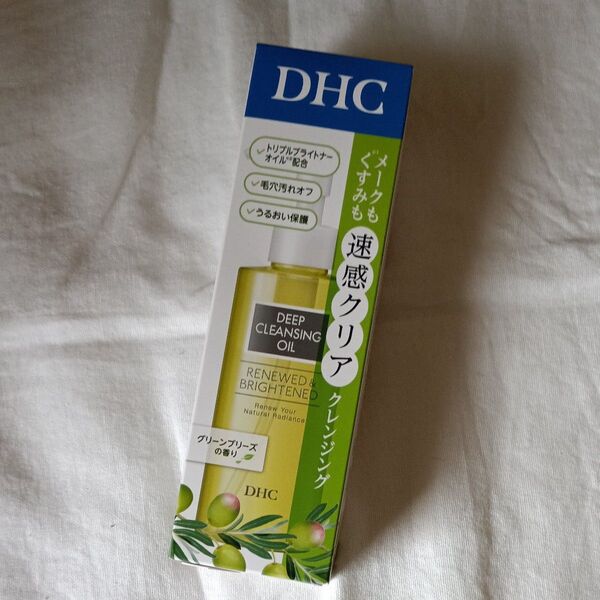 DHC
トリプルブライトナー
オイル※配合
毛穴汚れオフ
うるおい保護
メークも
くすみも
速感クリア
クレンジング
DEEP
CLEANSING
OIL
RENEWED &
BRIGHTENED
Renew Your
Natural Radiance
グリーンブリーズ
の香り
DHC